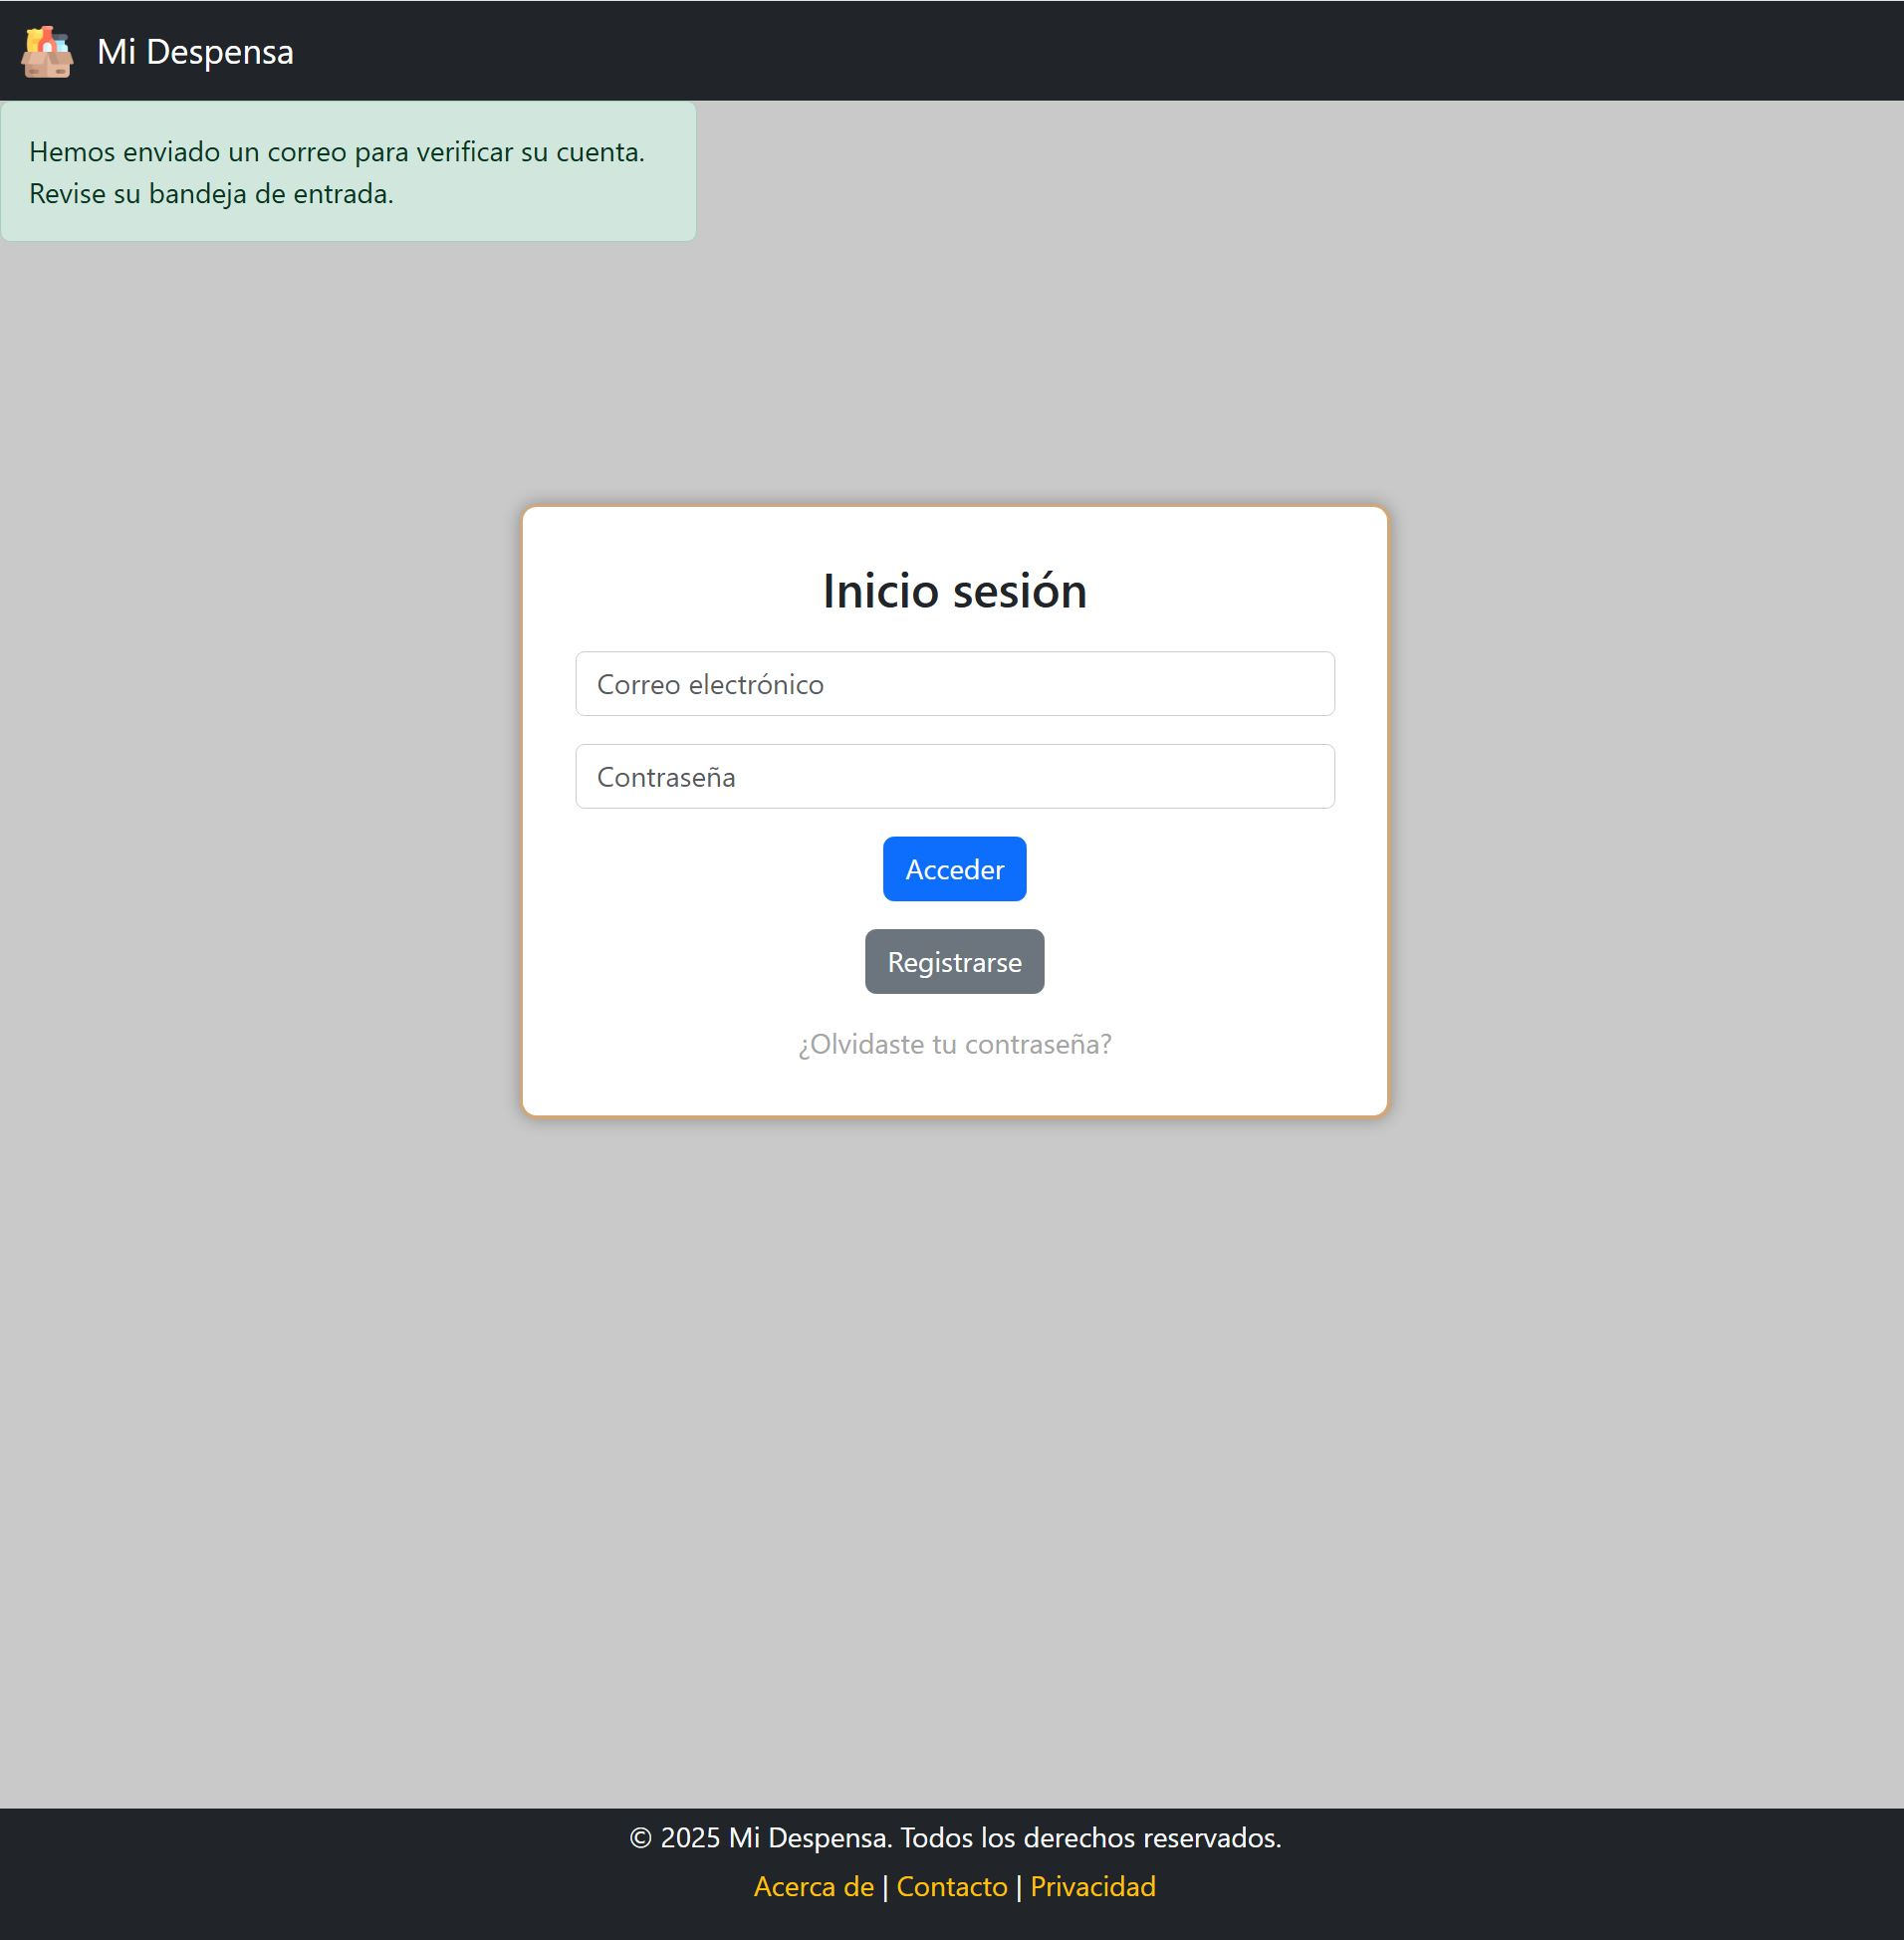 Mi Despensa
Hemos enviado un correo para verificar su cuenta.
Revise su bandeja de entrada.
Inicio sesión
Correo electrónico
Contraseña
Acceder
Registrarse
¿Olvidaste tu contraseña?
© 2025 Mi Despensa. Todos los derechos reservados.
Acerca de | Contacto | Privacidad